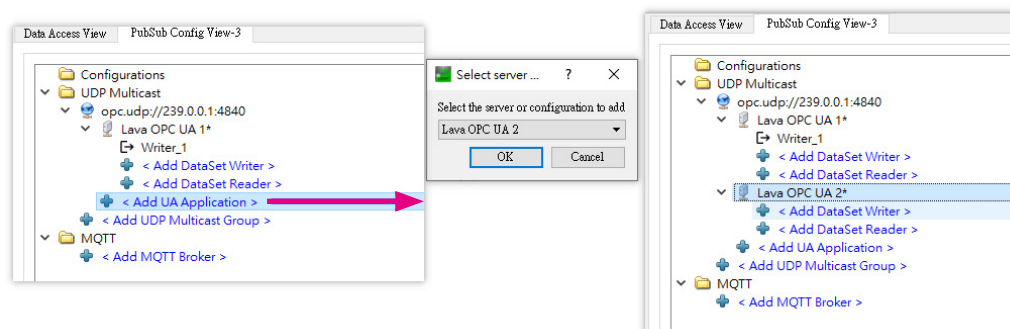 Data Access View PubSub Config View-3
Configurations
UDP Multicast
opc.udp://239.0.0.1:4840
Lava OPC UA 1*
Writer_1
< Add DataSet Writer >
< Add DataSet Reader >
< Add UA Application >
< Add UDP Multicast Group >
MQTT
< Add MQTT Broker >
Select server ... ? ×
Select the server or configuration to add
Lava OPC UA 2
OK Cancel
Data Access View PubSub Config View-3
Configurations
UDP Multicast
opc.udp://239.0.0.1:4840
Lava OPC UA 1*
Writer_1
< Add DataSet Writer >
< Add DataSet Reader >
Lava OPC UA 2*
< Add DataSet Writer >
< Add DataSet Reader >
< Add UA Application >
< Add UDP Multicast Group >
MQTT
< Add MQTT Broker >